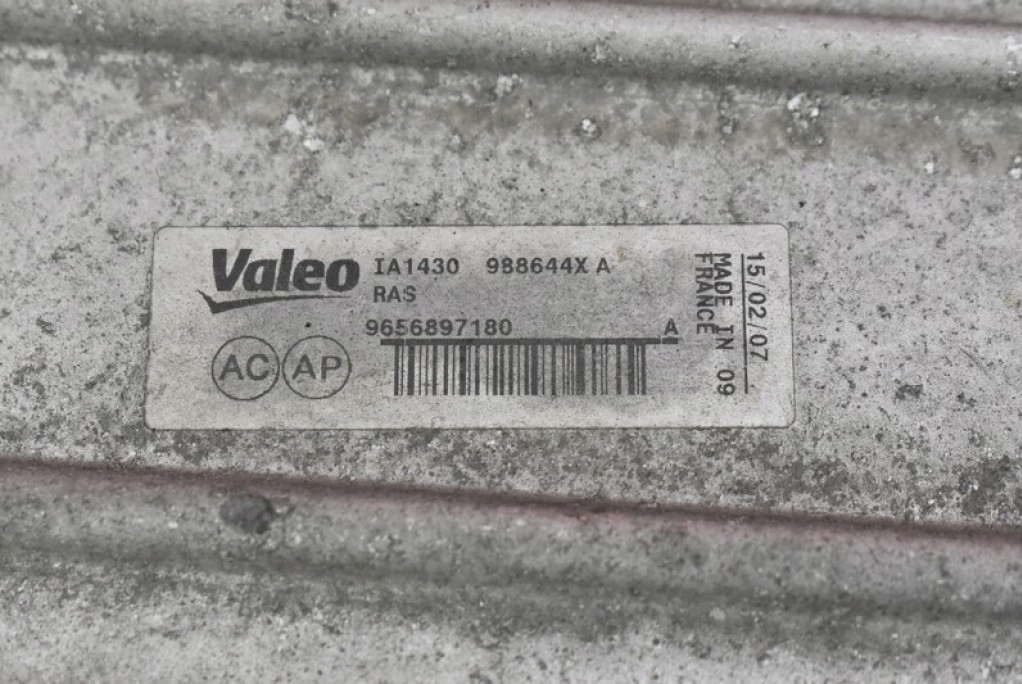 Valeo IA1430 988644X A
RAS
9656897180 A
AC AP
15/02/07
MADE IN 09
FRANCE